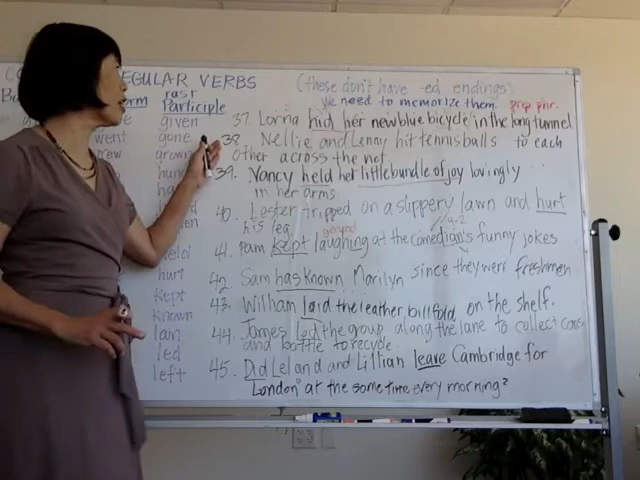 EGULAR VERBS (these don't have -ed endings)
Past we need to memorize them. prep phr.
Participle
given 37 Lorna hid her new blue bicycle in the long tunnel
went gone 38 Nellie and Lenny hit tennis balls to each
grown other across the net.
39. Nancy held her little bundle of joy lovingly
in her arms
40. Lester tripped on a slippery lawn and hurt
his leg
gerund
held 41. Pam kept laughing at the comedian's funny jokes
hurt 42 Sam has known Marilyn since they were freshmen
kept 43. William laid the leather billfold on the shelf.
known 44. James led the group along the lane to collect cans
lain and bottle to recycle.
led 45. Did Leland and Lillian leave Cambridge for
left London at the same time every morning?